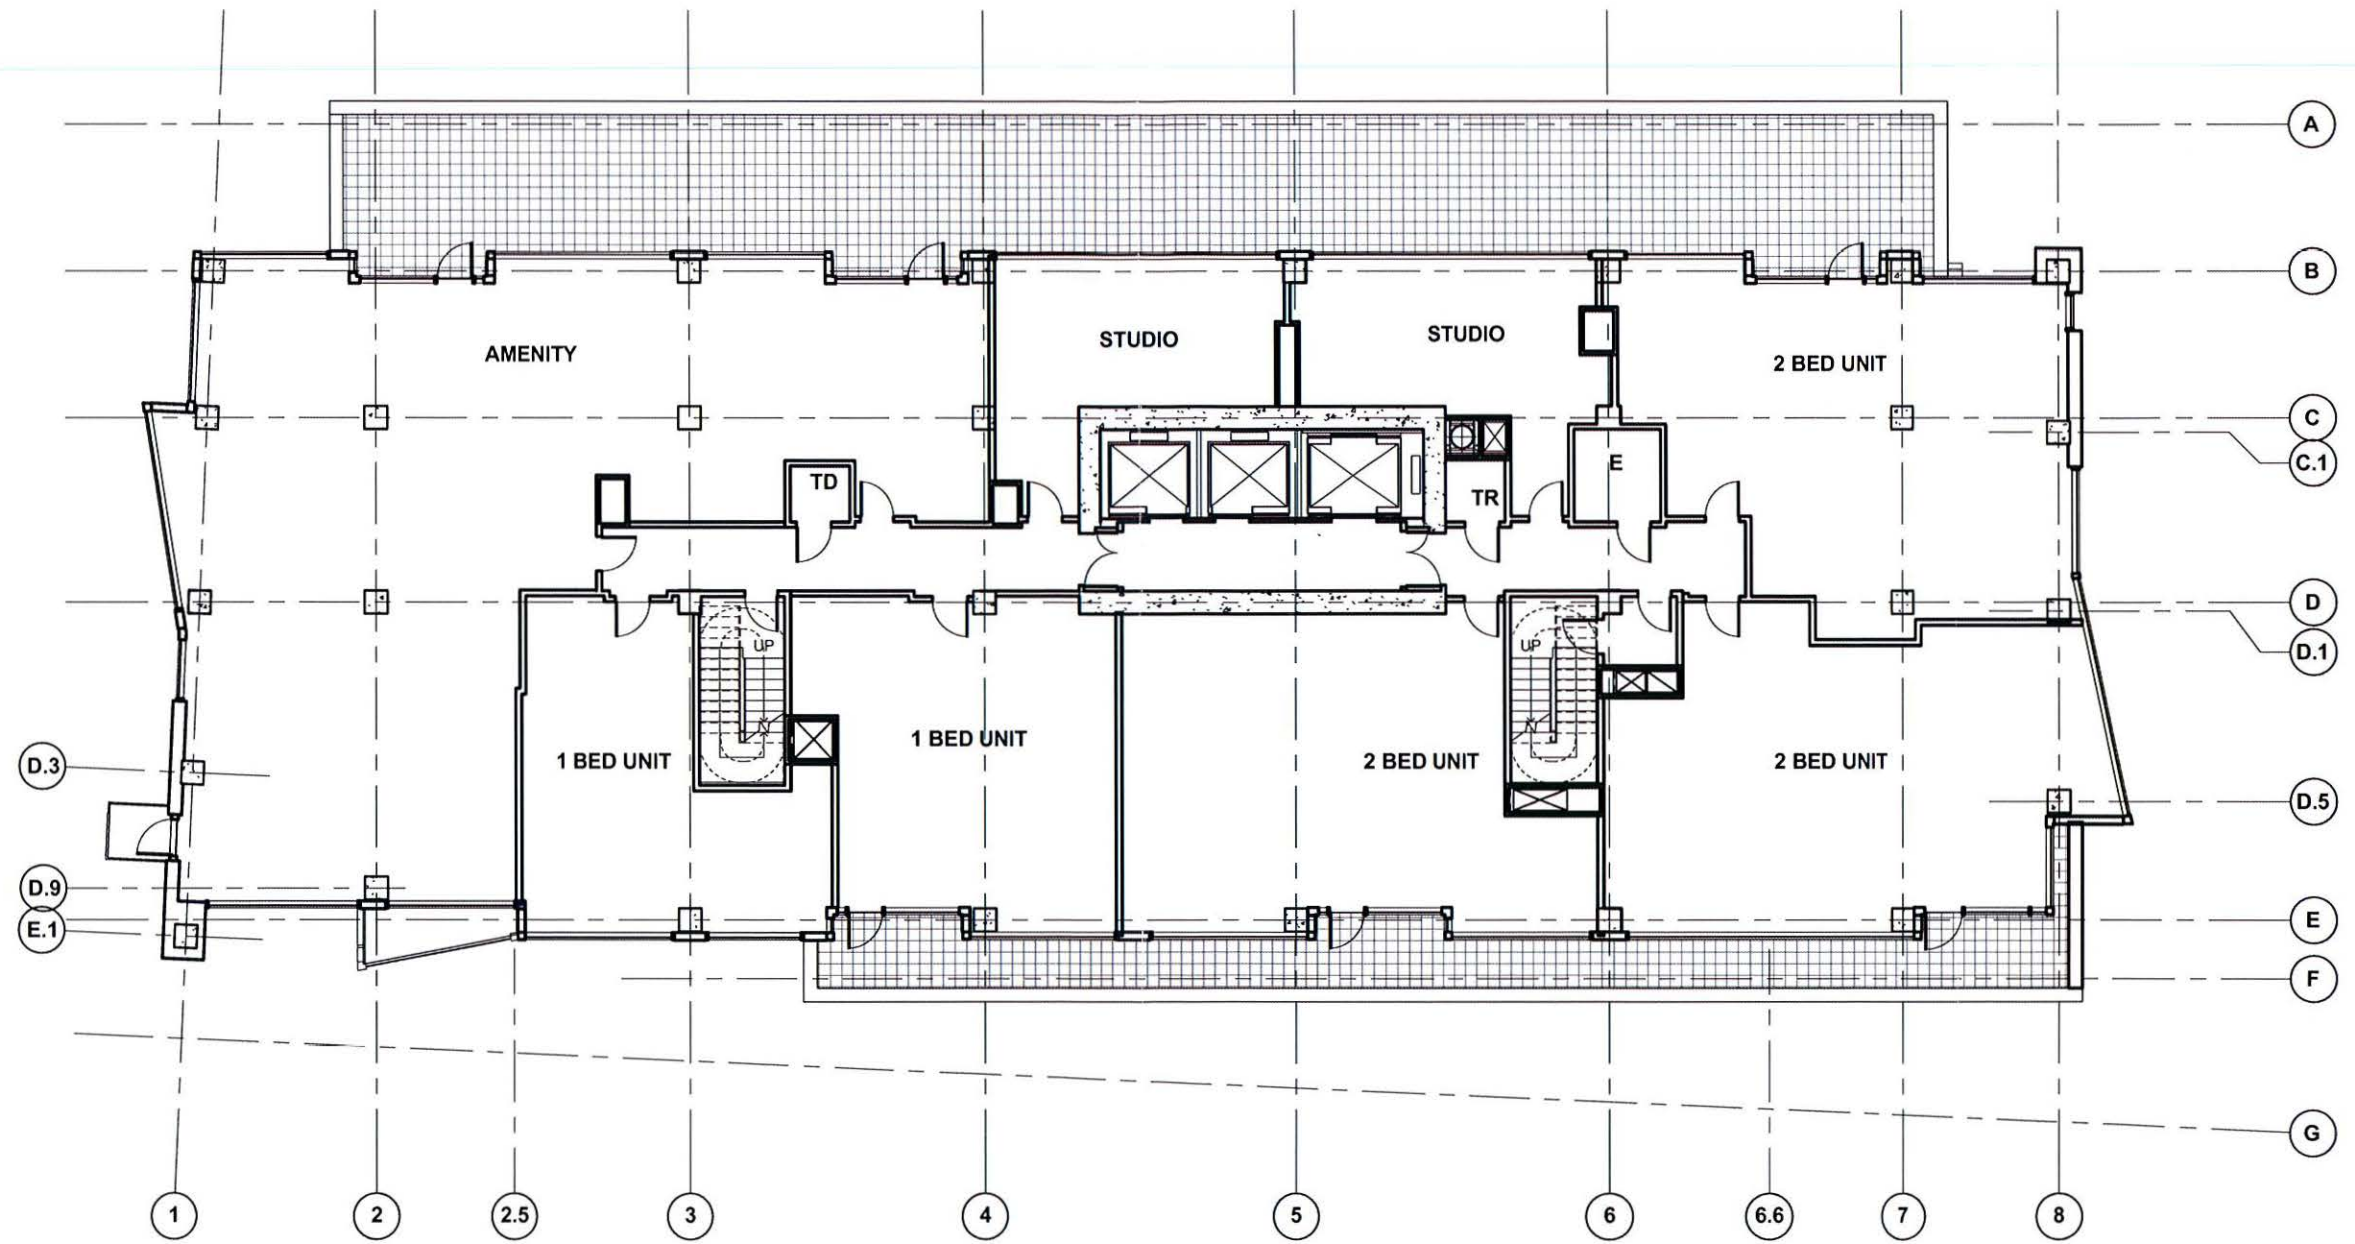 A
B
AMENITY
STUDIO
STUDIO
2 BED UNIT
C
C.1
TD
E
TR
D
D.1
UP
UP
1 BED UNIT
1 BED UNIT
2 BED UNIT
2 BED UNIT
D.3
D.5
D.9
E.1
E
F
G
1
2
2.5
3
4
5
6
6.6
7
8